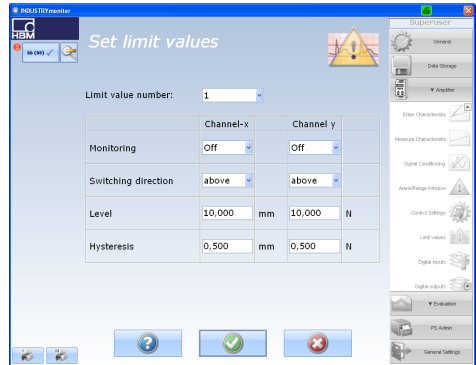 INDUSTRYmonitor
HBM
bb (BB)
Set limit values
Superuser
General
Data Storage
▼ Amplifier
Enter Characteristic
Measure Characteristic
Signal Conditioning
Alarm/Range Window
Control Settings
Limit values
Digital inputs
Digital outputs
▼ Evaluation
PS Admin
General Settings
Limit value number: 1
Channel-x Channel y
Monitoring Off Off
Switching direction above above
Level 10,000 mm 10,000 N
Hysteresis 0,500 mm 0,500 N